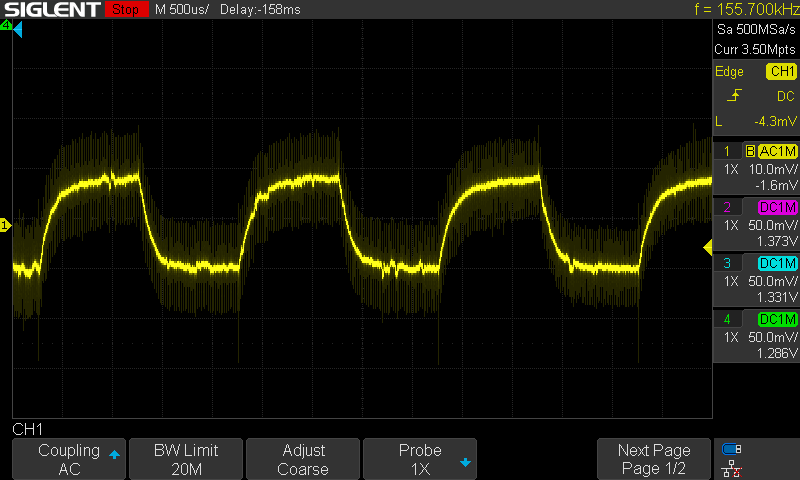 SIGLENT Stop M 500us/ Delay:-158ms f = 155.700kHz
Sa 500MSa/s
Curr 3.50Mpts
Edge CH1
DC
L -4.3mV
1 B AC1M
1X 10.0mV/
-1.6mV
2 DC1M
1X 50.0mV/
1.373V
3 DC1M
1X 50.0mV/
1.331V
4 DC1M
1X 50.0mV/
1.286V
4
1
CH1
Coupling
AC
BW Limit
20M
Adjust
Coarse
Probe
1X
Next Page
Page 1/2